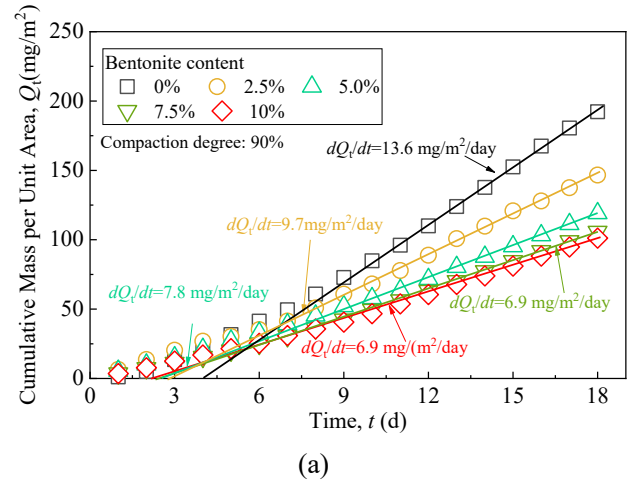 Cumulative Mass per Unit Area, Qt(mg/m²)
250
200
150
100
50
0
Bentonite content
0% 2.5% 5.0%
7.5% 10%
Compaction degree: 90%
dQt/dt=13.6 mg/m²/day
dQt/dt=9.7mg/m²/day
dQt/dt=7.8 mg/m²/day
dQt/dt=6.9 mg/m²/day
dQt/dt=6.9 mg/(m²/day
0 3 6 9 12 15 18
Time, t (d)
(a)